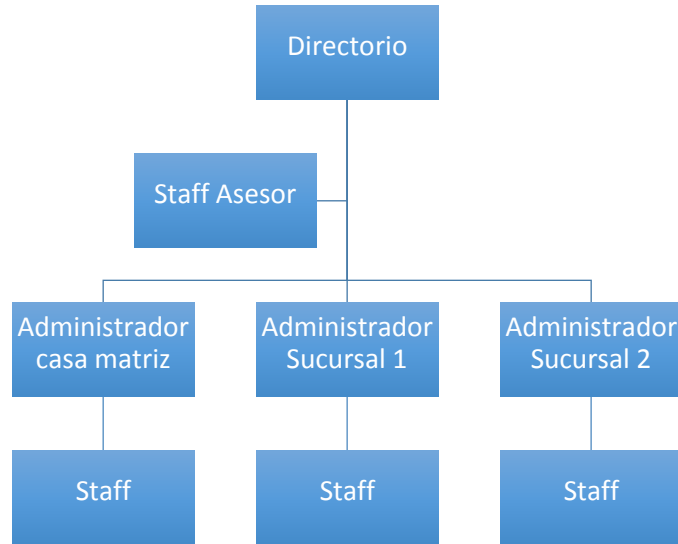 Directorio
Staff Asesor
Administrador
casa matriz
Administrador
Sucursal 1
Administrador
Sucursal 2
Staff
Staff
Staff